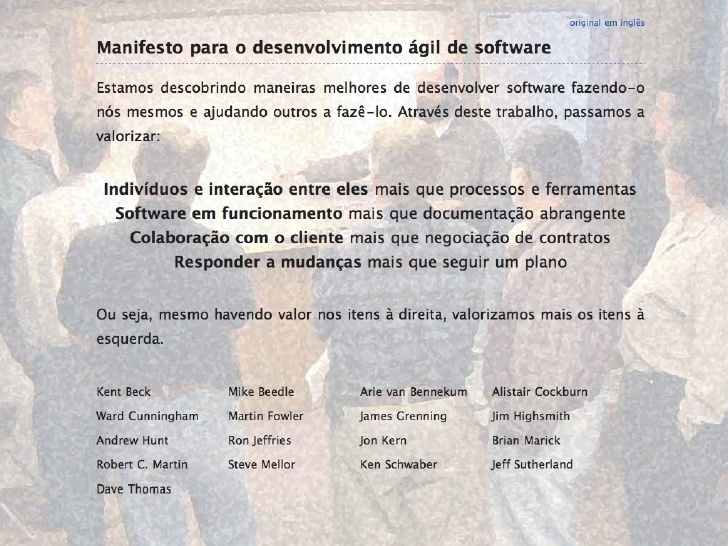 original em inglês
Manifesto para o desenvolvimento ágil de software
Estamos descobrindo maneiras melhores de desenvolver software fazendo-o
nós mesmos e ajudando outros a fazê-lo. Através deste trabalho, passamos a
valorizar:
Indivíduos e interação entre eles mais que processos e ferramentas
Software em funcionamento mais que documentação abrangente
Colaboração com o cliente mais que negociação de contratos
Responder a mudanças mais que seguir um plano
Ou seja, mesmo havendo valor nos itens à direita, valorizamos mais os itens à
esquerda.
Kent Beck Mike Beedle Arie van Bennekum Alistair Cockburn
Ward Cunningham Martin Fowler James Grenning Jim Highsmith
Andrew Hunt Ron Jeffries Jon Kern Brian Marick
Robert C. Martin Steve Mellor Ken Schwaber Jeff Sutherland
Dave Thomas